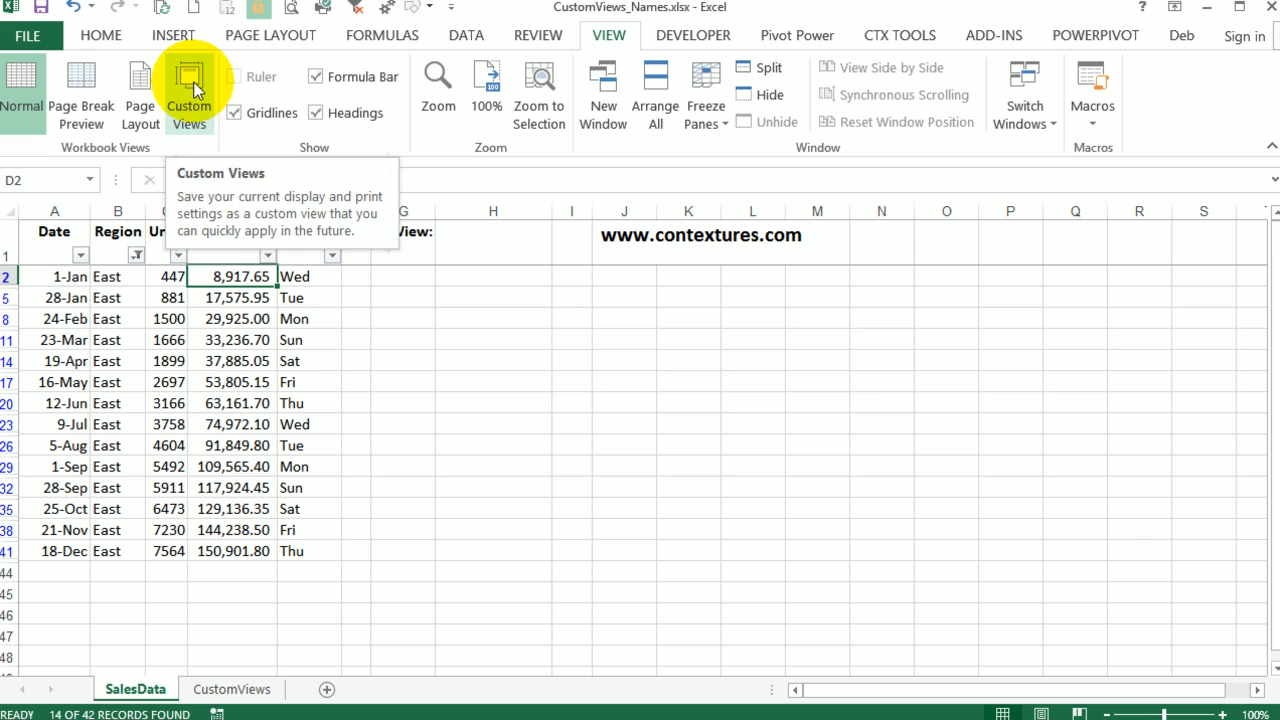 CustomViews_Names.xlsx - Excel
FILE HOME INSERT PAGE LAYOUT FORMULAS DATA REVIEW VIEW DEVELOPER Pivot Power CTX TOOLS ADD-INS POWERPIVOT Deb Sign in
Normal
Page Break Preview
Page Layout
Custom Views
Ruler
Formula Bar
Gridlines
Headings
Zoom
100%
Zoom to Selection
New Window
Arrange All
Freeze Panes
Split
Hide
Unhide
View Side by Side
Synchronous Scrolling
Reset Window Position
Switch Windows
Macros
Workbook Views Show Zoom Window Macros
D2
Custom Views
Save your current display and print
settings as a custom view that you
can quickly apply in the future.
A B G H I J K L M N O P Q R S
1 Date Region View: www.contextures.com
2 1-Jan East 447 8,917.65 Wed
5 28-Jan East 881 17,575.95 Tue
8 24-Feb East 1500 29,925.00 Mon
11 23-Mar East 1666 33,236.70 Sun
14 19-Apr East 1899 37,885.05 Sat
17 16-May East 2697 53,805.15 Fri
20 12-Jun East 3166 63,161.70 Thu
23 9-Jul East 3758 74,972.10 Wed
26 5-Aug East 4604 91,849.80 Tue
29 1-Sep East 5492 109,565.40 Mon
32 28-Sep East 5911 117,924.45 Sun
35 25-Oct East 6473 129,136.35 Sat
38 21-Nov East 7230 144,238.50 Fri
41 18-Dec East 7564 150,901.80 Thu
44
45
46
47
48
SalesData CustomViews
14 OF 42 RECORDS FOUND 100%